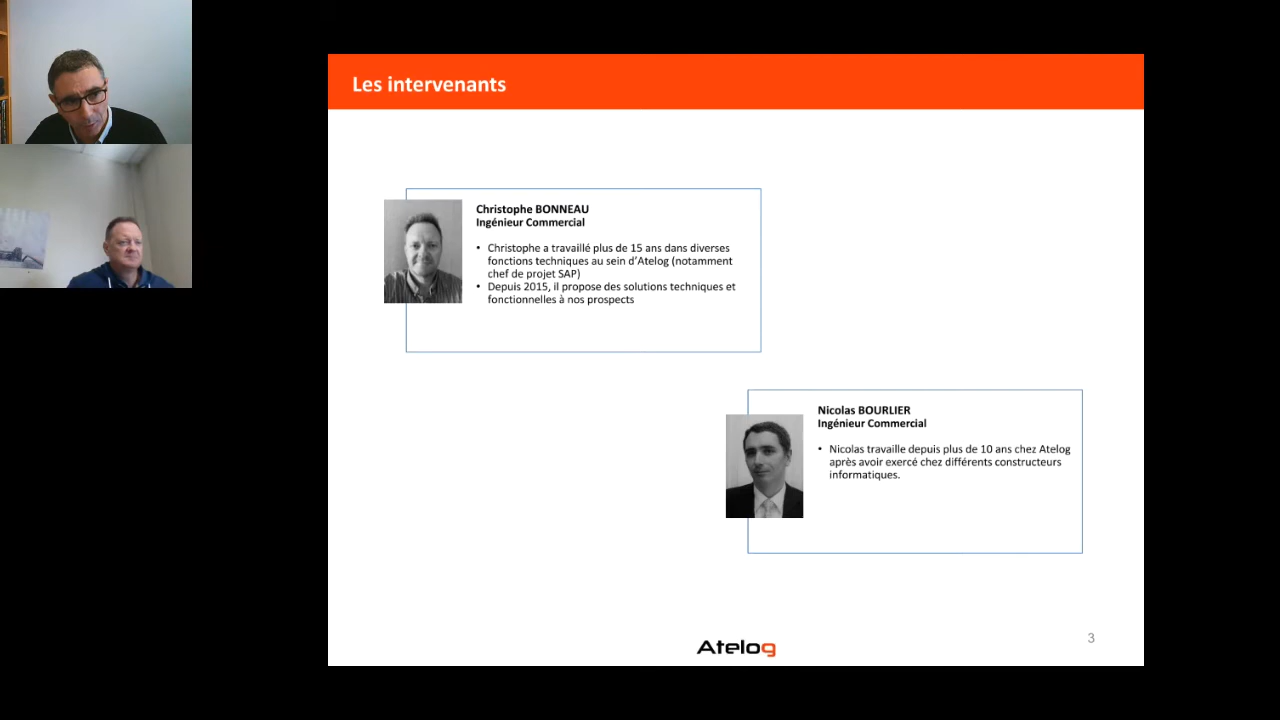 Les intervenants
Christophe BONNEAU
Ingénieur Commercial
• Christophe a travaillé plus de 15 ans dans diverses
fonctions techniques au sein d'Atelog (notamment
chef de projet SAP)
• Depuis 2015, il propose des solutions techniques et
fonctionnelles à nos prospects
Nicolas BOURLIER
Ingénieur Commercial
• Nicolas travaille depuis plus de 10 ans chez Atelog
après avoir exercé chez différents constructeurs
informatiques.
Atelog
3